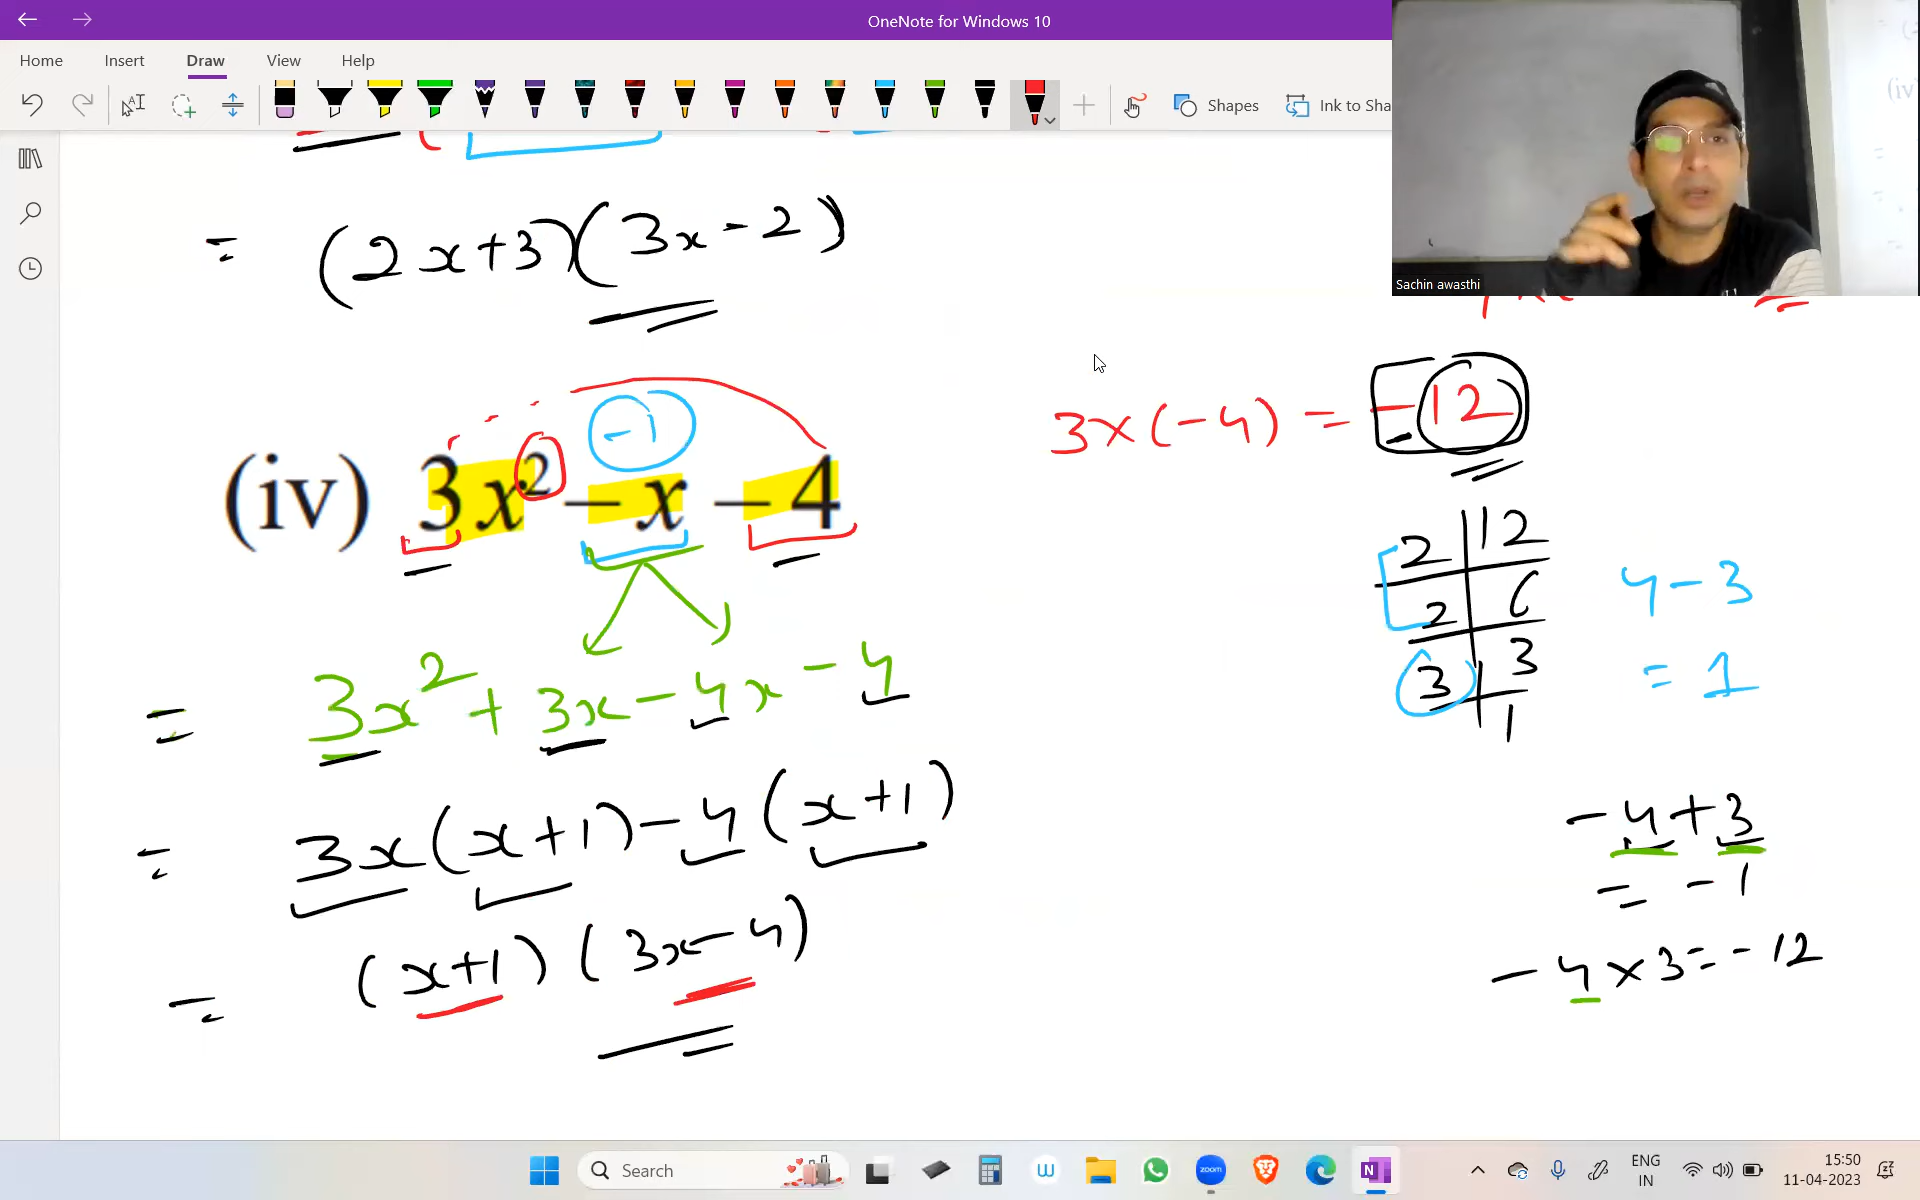 OneNote for Windows 10
Home Insert Draw View Help
Shapes Ink to Sha
Sachin awasthi
= (2x+3)(3x-2)
3x(-4) = -12
-1
(iv) 3x² - x - 4
2 | 12
2 | 6
3 | 3
1
4-3
= 1
= 3x² + 3x - 4x - 4
= 3x(x+1) - 4(x+1)
= (x+1)(3x-4)
-4+3
= -1
-4×3=-12
Search
zoom
ENG
IN
15:50
11-04-2023